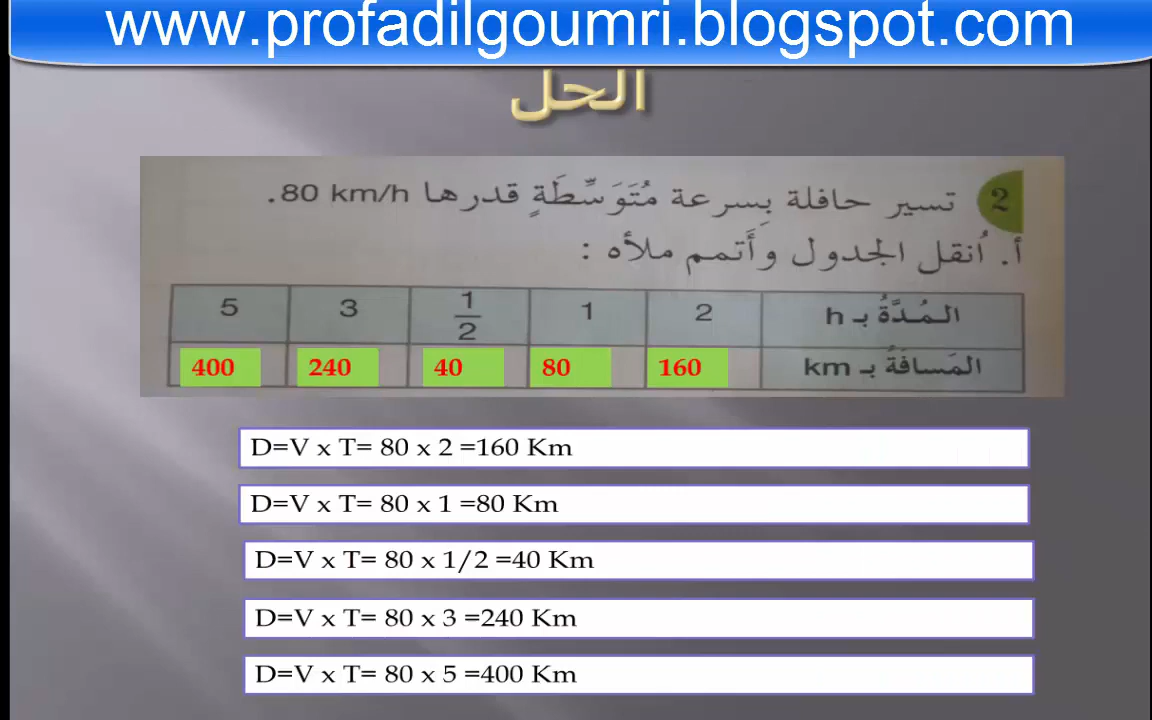 www.profadilgoumri.blogspot.com
الحل
2 تسير حافلة بِسرعة مُتَوَسِّطَةٍ قدرها 80 km/h.
أ. اُنقل الجدول وأَتمم ملأه :
المُدَّةُ بـ h 2 1 1/2 3 5
المَسافَةُ بـ km 160 80 40 240 400
D=V x T= 80 x 2 =160 Km
D=V x T= 80 x 1 =80 Km
D=V x T= 80 x 1/2 =40 Km
D=V x T= 80 x 3 =240 Km
D=V x T= 80 x 5 =400 Km